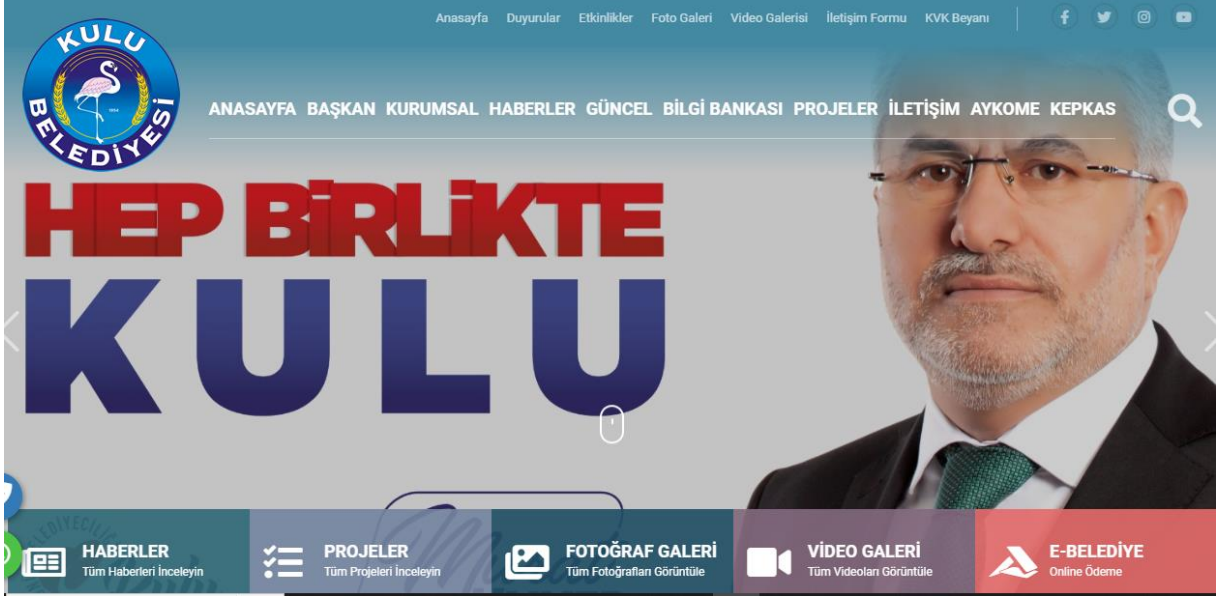 Anasayfa Duyurular Etkinlikler Foto Galeri Video Galerisi İletişim Formu KVK Beyanı
KULU
BELEDİYESİ
1954
ANASAYFA BAŞKAN KURUMSAL HABERLER GÜNCEL BİLGİ BANKASI PROJELER İLETİŞİM AYKOME KEPKAS
HEP BİRLİKTE
KULU
HABERLER
Tüm Haberleri İnceleyin
PROJELER
Tüm Projeleri İnceleyin
FOTOĞRAF GALERİ
Tüm Fotoğrafları Görüntüle
VİDEO GALERİ
Tüm Videoları Görüntüle
E-BELEDİYE
Online Ödeme